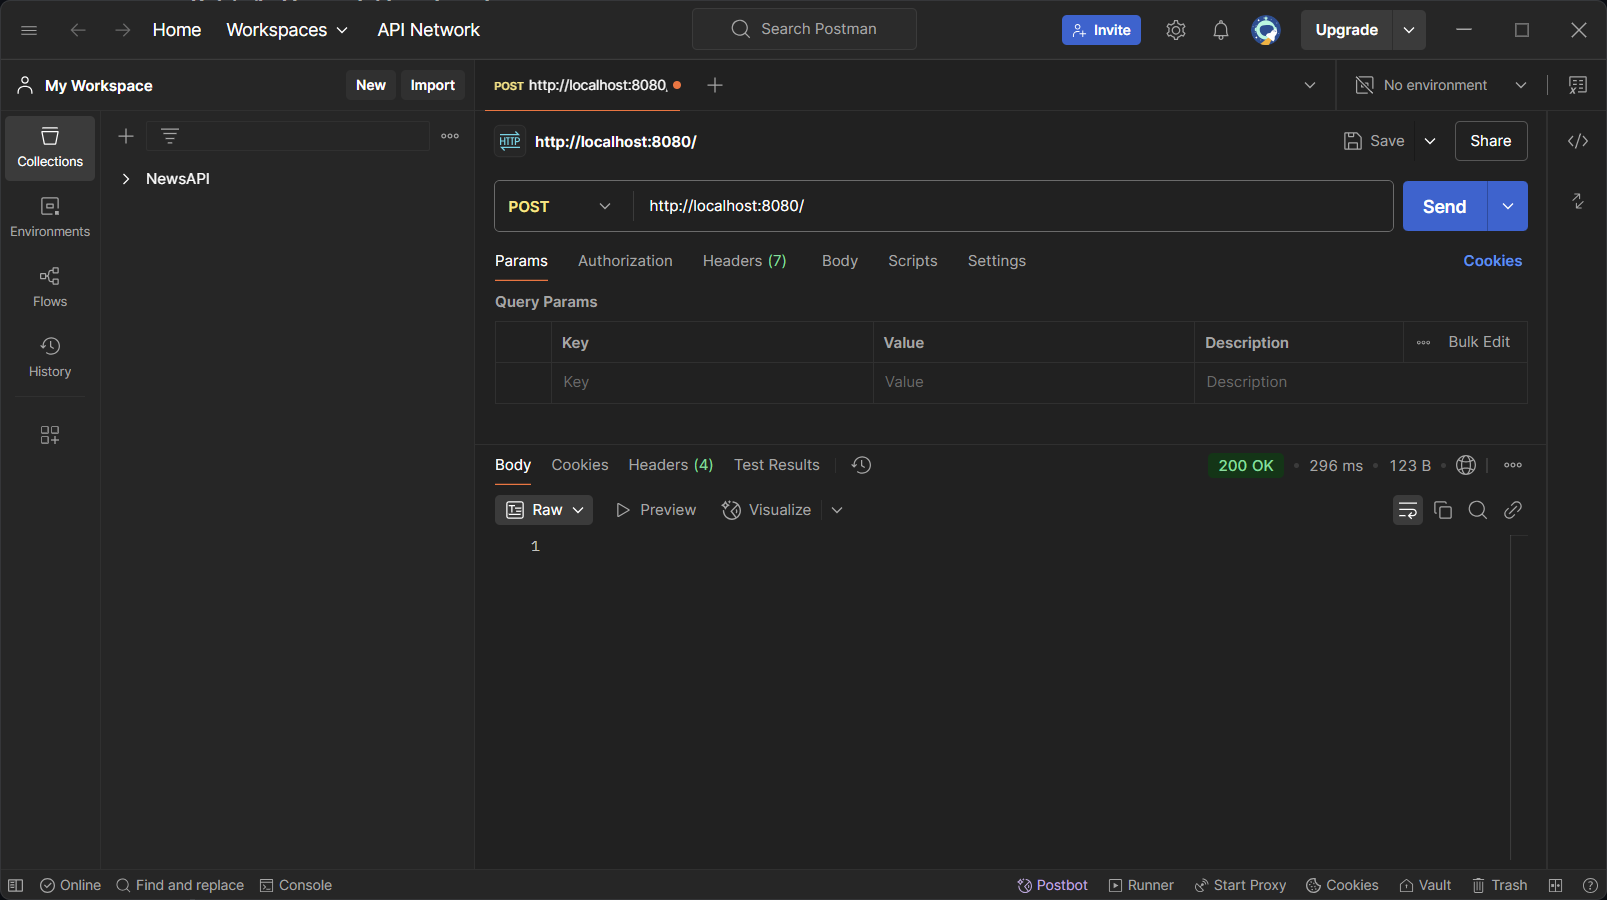 Home Workspaces API Network Search Postman Invite Upgrade
My Workspace New Import POST http://localhost:8080, No environment
Collections
Environments
Flows
History
NewsAPI
HTTP http://localhost:8080/ Save Share
POST http://localhost:8080/ Send
Params Authorization Headers (7) Body Scripts Settings Cookies
Query Params
Key Value Description Bulk Edit
Key Value Description
Body Cookies Headers (4) Test Results 200 OK 296 ms 123 B
Raw Preview Visualize
1
Online Find and replace Console Postbot Runner Start Proxy Cookies Vault Trash